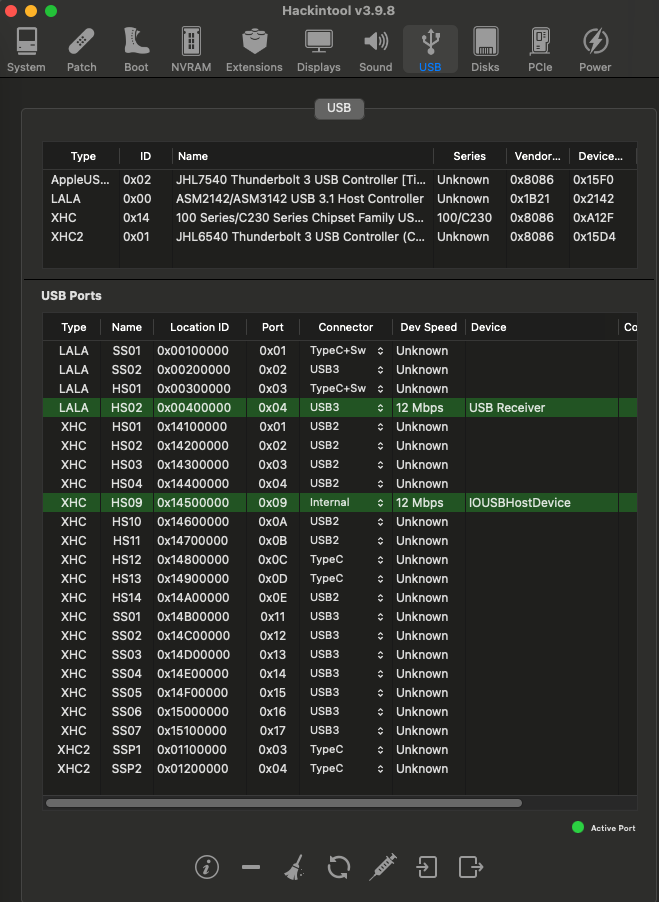 Hackintool v3.9.8
System Patch Boot NVRAM Extensions Displays Sound USB Disks PCIe Power
USB
Type ID Name Series Vendor... Device...
AppleUS... 0x02 JHL7540 Thunderbolt 3 USB Controller [Ti... Unknown 0x8086 0x15F0
LALA 0x00 ASM2142/ASM3142 USB 3.1 Host Controller Unknown 0x1B21 0x2142
XHC 0x14 100 Series/C230 Series Chipset Family US... 100/C230 0x8086 0xA12F
XHC2 0x01 JHL6540 Thunderbolt 3 USB Controller (C... Unknown 0x8086 0x15D4
USB Ports
Type Name Location ID Port Connector Dev Speed Device Co
LALA SS01 0x00100000 0x01 TypeC+Sw Unknown
LALA SS02 0x00200000 0x02 USB3 Unknown
LALA HS01 0x00300000 0x03 TypeC+Sw Unknown
LALA HS02 0x00400000 0x04 USB3 12 Mbps USB Receiver
XHC HS01 0x14100000 0x01 USB2 Unknown
XHC HS02 0x14200000 0x02 USB2 Unknown
XHC HS03 0x14300000 0x03 USB2 Unknown
XHC HS04 0x14400000 0x04 USB2 Unknown
XHC HS09 0x14500000 0x09 Internal 12 Mbps IOUSBHostDevice
XHC HS10 0x14600000 0x0A USB2 Unknown
XHC HS11 0x14700000 0x0B USB2 Unknown
XHC HS12 0x14800000 0x0C TypeC Unknown
XHC HS13 0x14900000 0x0D TypeC Unknown
XHC HS14 0x14A00000 0x0E USB2 Unknown
XHC SS01 0x14B00000 0x11 USB3 Unknown
XHC SS02 0x14C00000 0x12 USB3 Unknown
XHC SS03 0x14D00000 0x13 USB3 Unknown
XHC SS04 0x14E00000 0x14 USB3 Unknown
XHC SS05 0x14F00000 0x15 USB3 Unknown
XHC SS06 0x15000000 0x16 USB3 Unknown
XHC SS07 0x15100000 0x17 USB3 Unknown
XHC2 SSP1 0x01100000 0x03 TypeC Unknown
XHC2 SSP2 0x01200000 0x04 TypeC Unknown
Active Port